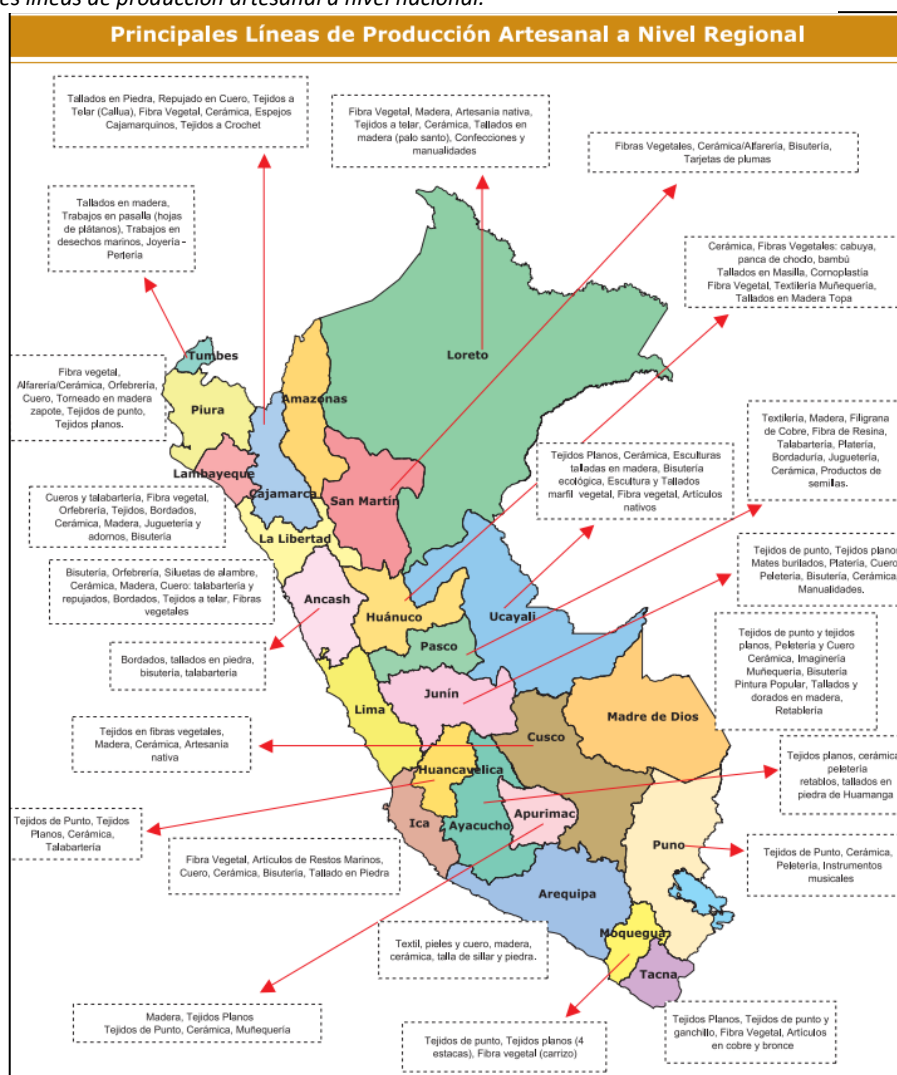 es líneas de producción artesanal a nivel nacional.
Principales Líneas de Producción Artesanal a Nivel Regional
Tallados en Piedra, Repujado en Cuero, Tejidos a
Telar (Callua), Fibra Vegetal, Cerámica, Espejos
Cajamarquinos, Tejidos a Crochet
Fibra Vegetal, Madera, Artesanía nativa,
Tejidos a telar, Cerámica, Tallados en
madera (palo santo), Confecciones y
manualidades
Fibras Vegetales, Cerámica/Alfarería, Bisutería,
Tarjetas de plumas
Tallados en madera,
Trabajos en pasalla (hojas
de plátanos), Trabajos en
desechos marinos, Joyería -
Perlería
Cerámica, Fibras Vegetales: cabuya,
panca de choclo, bambú
Tallados en Masilla, Cornoplastía
Fibra Vegetal, Textilería Muñequería,
Tallados en Madera Topa
Fibra vegetal,
Alfarería/Cerámica, Orfebrería,
Cuero, Torneado en madera
zapote, Tejidos de punto,
Tejidos planos.
Tumbes
Piura
Lambayeque
Cajamarca
Amazonas
Loreto
San Martín
La Libertad
Textilería, Madera, Filigrana
de Cobre, Fibra de Resina,
Talabartería, Platería,
Bordaduría, Juguetería,
Cerámica, Productos de
semillas.
Tejidos Planos, Cerámica, Esculturas
talladas en madera, Bisutería
ecológica, Escultura y Tallados
marfil vegetal, Fibra vegetal, Artículos
nativos
Cueros y talabartería, Fibra vegetal,
Orfebrería, Tejidos, Bordados,
Cerámica, Madera, Juguetería y
adornos, Bisutería
Bisutería, Orfebrería, Siluetas de alambre,
Cerámica, Madera, Cuero: talabartería y
repujados, Bordados, Tejidos a telar, Fibras
vegetales
Tejidos de punto, Tejidos planos
Mates burilados, Platería, Cuero
Peletería, Bisutería, Cerámica,
Manualidades.
Ancash
Huánuco
Ucayali
Pasco
Junín
Lima
Bordados, tallados en piedra,
bisutería, talabartería
Tejidos de punto y tejidos
planos, Peletería y Cuero
Cerámica, Imaginería
Muñequería, Bisutería
Pintura Popular, Tallados y
dorados en madera,
Retablería
Madre de Dios
Cusco
Tejidos en fibras vegetales,
Madera, Cerámica, Artesanía
nativa
Huancavelica
Tejidos planos, cerámica
peletería
retablos, tallados en
piedra de Huamanga
Ica
Ayacucho
Apurimac
Puno
Tejidos de Punto, Tejidos
Planos, Cerámica,
Talabartería
Fibra Vegetal, Artículos de Restos Marinos,
Cuero, Cerámica, Bisutería, Tallado en Piedra
Tejidos de Punto, Cerámica,
Peletería, Instrumentos
musicales
Arequipa
Moquegua
Tacna
Textil, pieles y cuero, madera,
cerámica, talla de sillar y piedra.
Madera, Tejidos Planos
Tejidos de Punto, Cerámica, Muñequería
Tejidos de punto, Tejidos planos (4
estacas), Fibra vegetal (carrizo)
Tejidos Planos, Tejidos de punto y
ganchillo, Fibra Vegetal, Artículos
en cobre y bronce